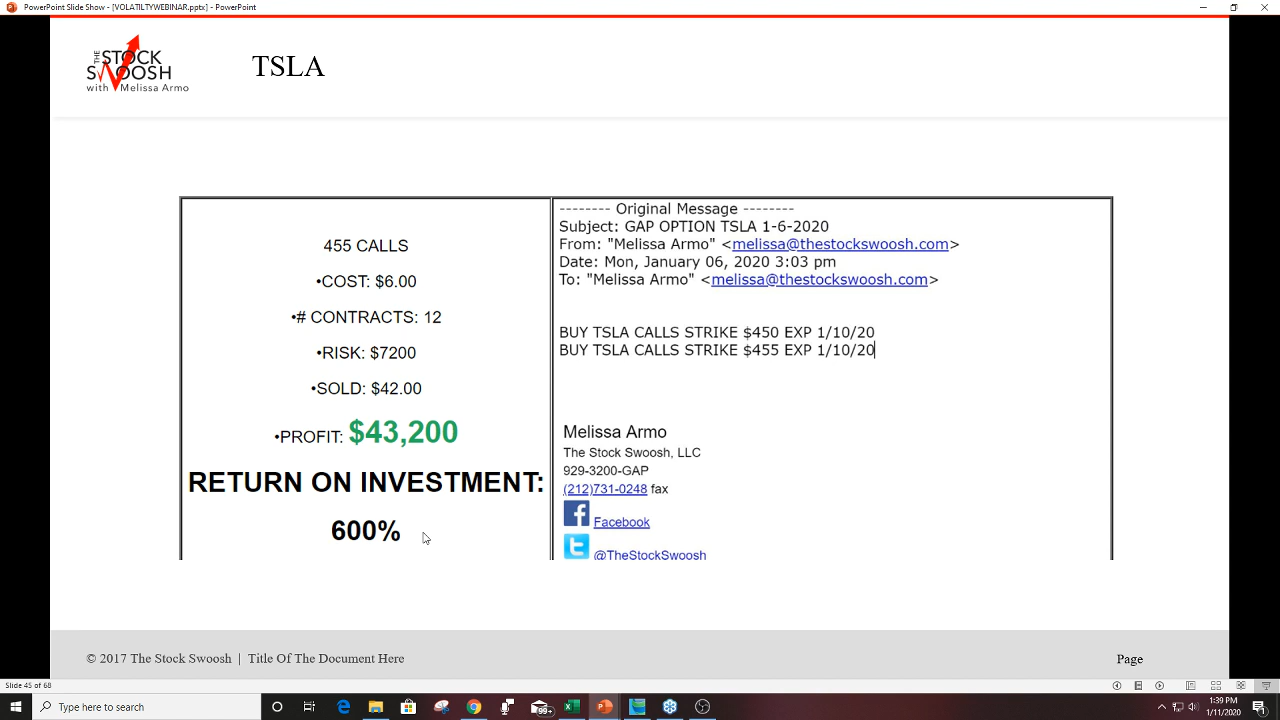 PowerPoint Slide Show - [VOLATILTYWEBINAR.pptx] - PowerPoint
THE STOCK
SWOOSH
with Melissa Armo
TSLA
455 CALLS
•COST: $6.00
•# CONTRACTS: 12
•RISK: $7200
•SOLD: $42.00
•PROFIT: $43,200
RETURN ON INVESTMENT:
600%
-------- Original Message --------
Subject: GAP OPTION TSLA 1-6-2020
From: "Melissa Armo" <melissa@thestockswoosh.com>
Date: Mon, January 06, 2020 3:03 pm
To: "Melissa Armo" <melissa@thestockswoosh.com>
BUY TSLA CALLS STRIKE $450 EXP 1/10/20
BUY TSLA CALLS STRIKE $455 EXP 1/10/20
Melissa Armo
The Stock Swoosh, LLC
929-3200-GAP
(212)731-0248 fax
Facebook
@TheStockSwoosh
© 2017 The Stock Swoosh | Title Of The Document Here
Page
Slide 45 of 68
Type here to search
99+
1:39 PM
1/11/2020
1